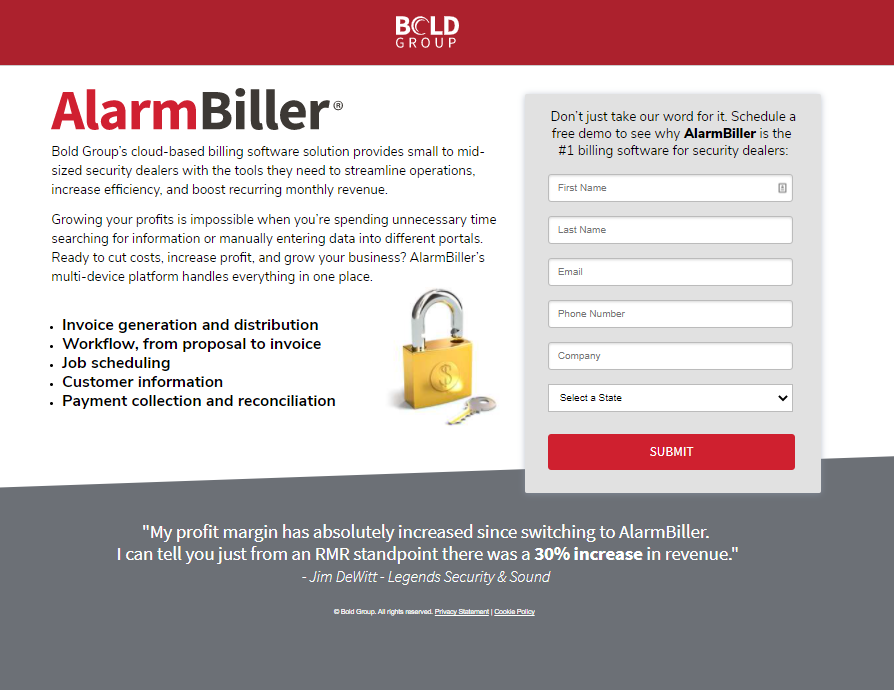 BOLD
GROUP
AlarmBiller®
Bold Group's cloud-based billing software solution provides small to mid-
sized security dealers with the tools they need to streamline operations,
increase efficiency, and boost recurring monthly revenue.
Growing your profits is impossible when you're spending unnecessary time
searching for information or manually entering data into different portals.
Ready to cut costs, increase profit, and grow your business? AlarmBiller's
multi-device platform handles everything in one place.
• Invoice generation and distribution
• Workflow, from proposal to invoice
• Job scheduling
• Customer information
• Payment collection and reconciliation
$
Don't just take our word for it. Schedule a
free demo to see why AlarmBiller is the
#1 billing software for security dealers:
First Name
Last Name
Email
Phone Number
Company
Select a State
SUBMIT
"My profit margin has absolutely increased since switching to AlarmBiller.
I can tell you just from an RMR standpoint there was a 30% increase in revenue."
- Jim DeWitt - Legends Security & Sound
© Bold Group. All rights reserved. Privacy Statement | Cookie Policy